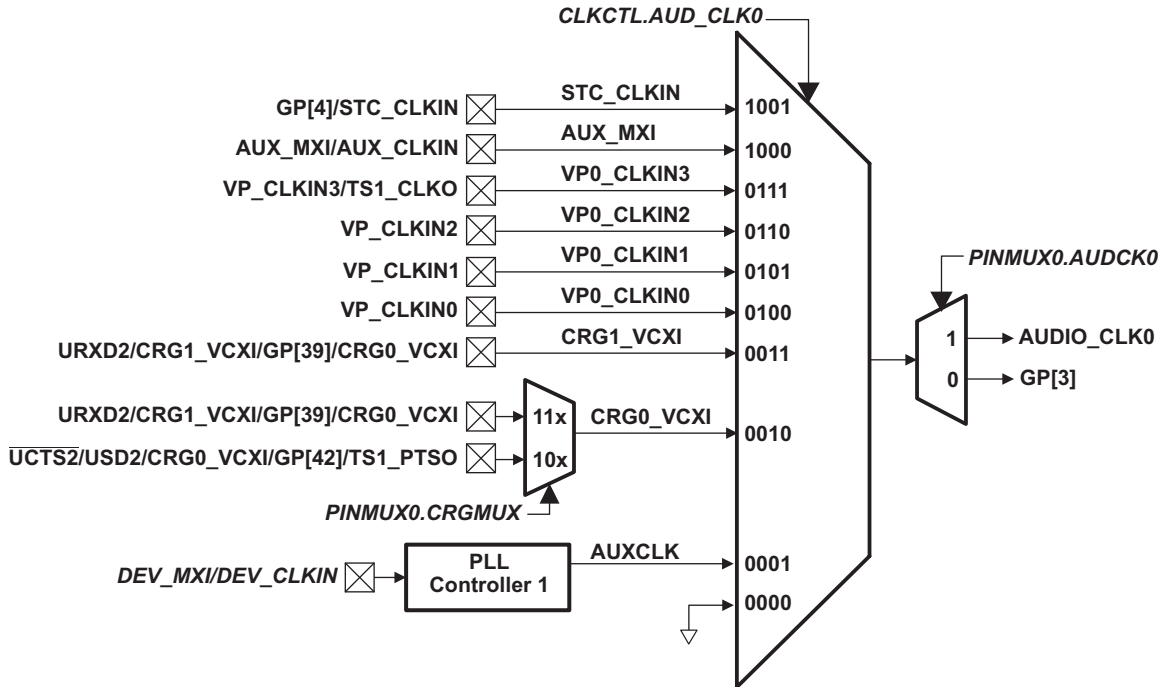 CLKCTL.AUD_CLK0
GP[4]/STC_CLKIN STC_CLKIN 1001
AUX_MXI/AUX_CLKIN AUX_MXI 1000
VP_CLKIN3/TS1_CLKO VP0_CLKIN3 0111
VP_CLKIN2 VP0_CLKIN2 0110
VP_CLKIN1 VP0_CLKIN1 0101
VP_CLKIN0 VP0_CLKIN0 0100
URXD2/CRG1_VCXI/GP[39]/CRG0_VCXI CRG1_VCXI 0011
URXD2/CRG1_VCXI/GP[39]/CRG0_VCXI 11x
CRG0_VCXI 0010
UCTS2/USD2/CRG0_VCXI/GP[42]/TS1_PTSO 10x
PINMUX0.CRGMUX
DEV_MXI/DEV_CLKIN
PLL
Controller 1
AUXCLK 0001
0000
PINMUX0.AUDCK0
1 AUDIO_CLK0
0 GP[3]